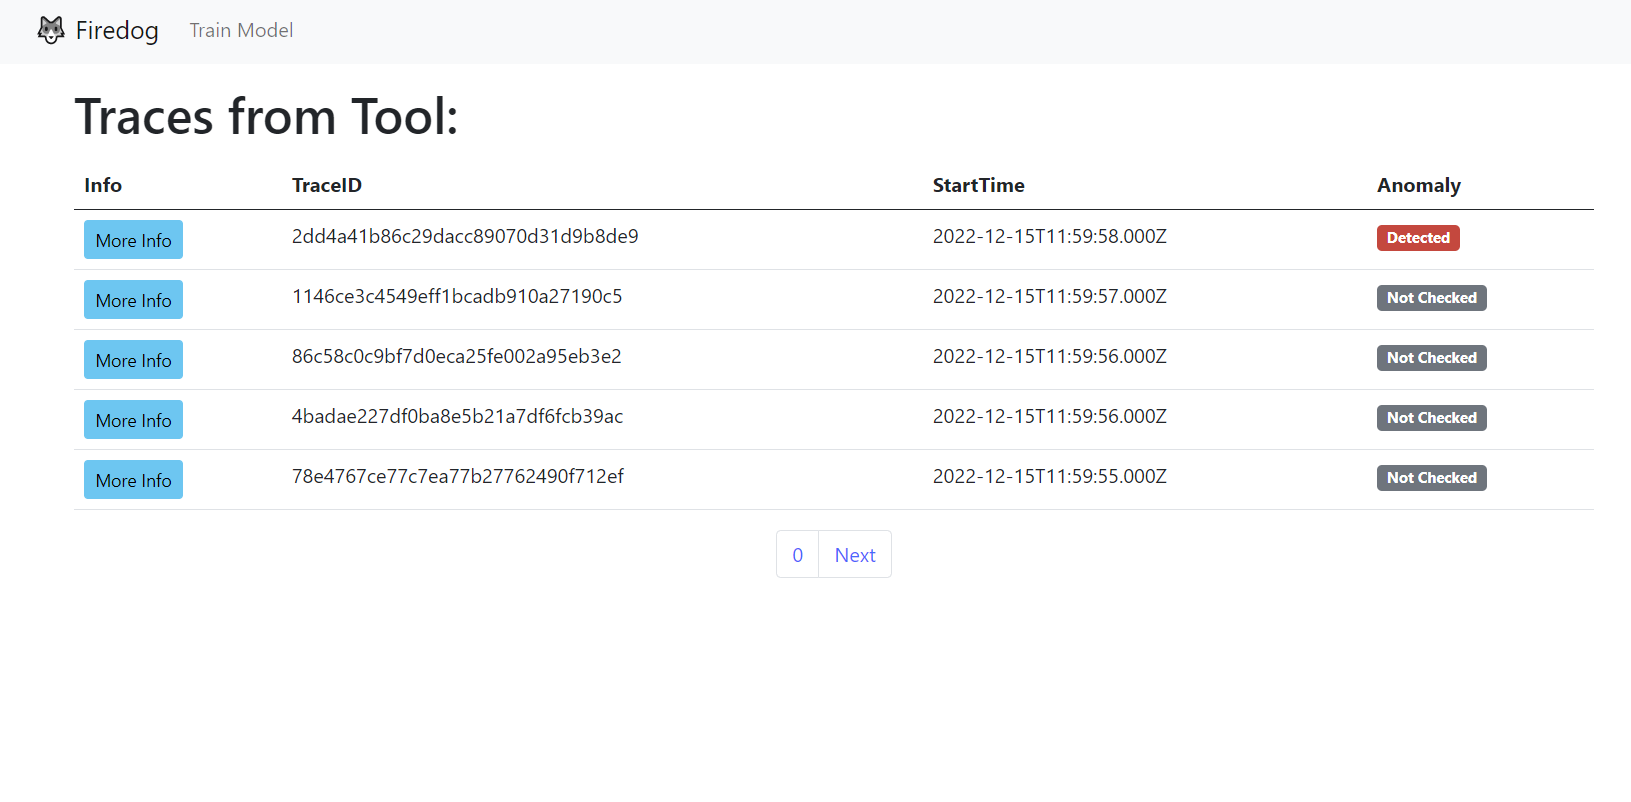 Firedog Train Model
Traces from Tool:
Info TraceID StartTime Anomaly
More Info 2dd4a41b86c29dacc89070d31d9b8de9 2022-12-15T11:59:58.000Z Detected
More Info 1146ce3c4549eff1bcadb910a27190c5 2022-12-15T11:59:57.000Z Not Checked
More Info 86c58c0c9bf7d0eca25fe002a95eb3e2 2022-12-15T11:59:56.000Z Not Checked
More Info 4badae227df0ba8e5b21a7df6fcb39ac 2022-12-15T11:59:56.000Z Not Checked
More Info 78e4767ce77c7ea77b27762490f712ef 2022-12-15T11:59:55.000Z Not Checked
0 Next